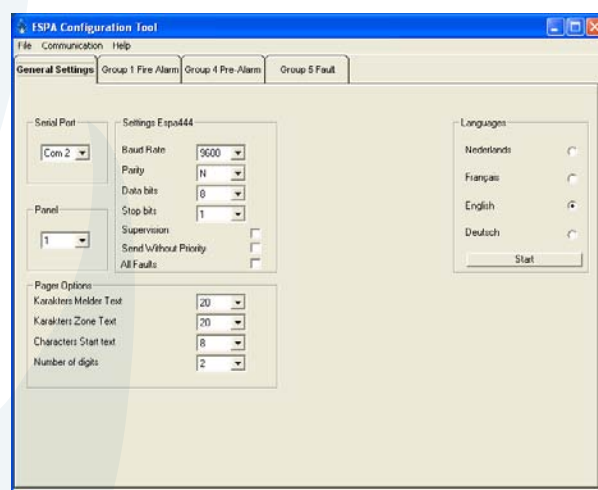 ESPA Configuration Tool
File Communication Help
General Settings Group 1 Fire Alarm Group 4 Pre-Alarm Group 5 Fault
Serial Port
Com 2
Panel
1
Settings Espa444
Baud Rate 9600
Parity N
Data bits 8
Stop bits 1
Supervision
Send Without Priority
All Faults
Pager Options
Karakters Melder Text 20
Karakters Zone Text 20
Characters Start text 8
Number of digits 2
Languages
Nederlands
Français
English
Deutsch
Start